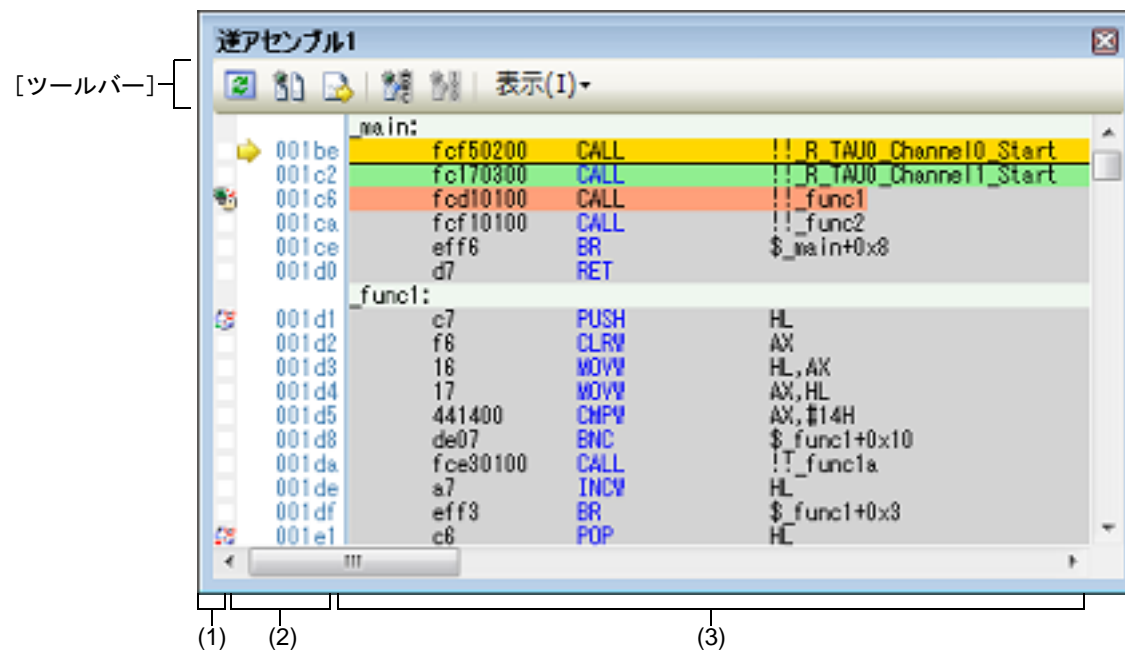 逆アセンブル1
[ツールバー]
表示(I)
_main:
001be fcf50200 CALL !!_R_TAU0_Channel0_Start
001c2 fc170300 CALL !!_R_TAU0_Channel1_Start
001c6 fcd10100 CALL !!_func1
001ca fcf10100 CALL !!_func2
001ce eff6 BR $_main+0x8
001d0 d7 RET
_func1:
001d1 c7 PUSH HL
001d2 f6 CLRW AX
001d3 16 MOVW HL,AX
001d4 17 MOVW AX,HL
001d5 441400 CMPW AX,#14H
001d8 de07 BNC $_func1+0x10
001da fce30100 CALL !!_func1a
001de a7 INCW HL
001df eff3 BR $_func1+0x3
001e1 c6 POP HL
(1) (2) (3)